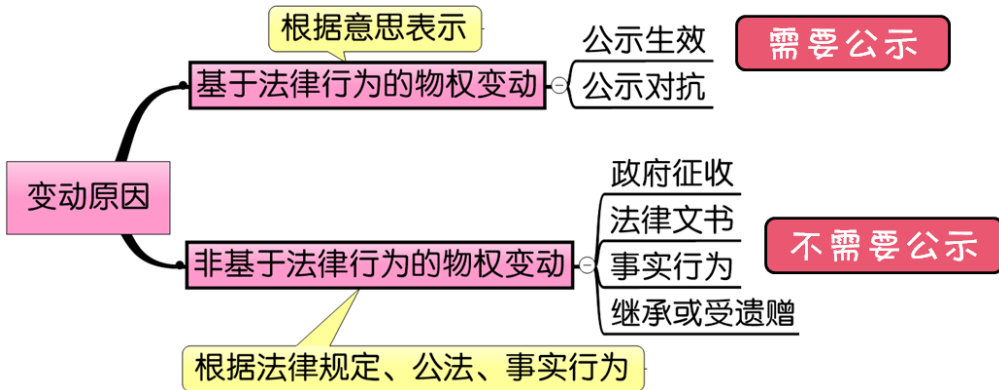 根据意思表示
基于法律行为的物权变动
公示生效
公示对抗
需要公示
变动原因
非基于法律行为的物权变动
政府征收
法律文书
事实行为
继承或受遗赠
不需要公示
根据法律规定、公法、事实行为